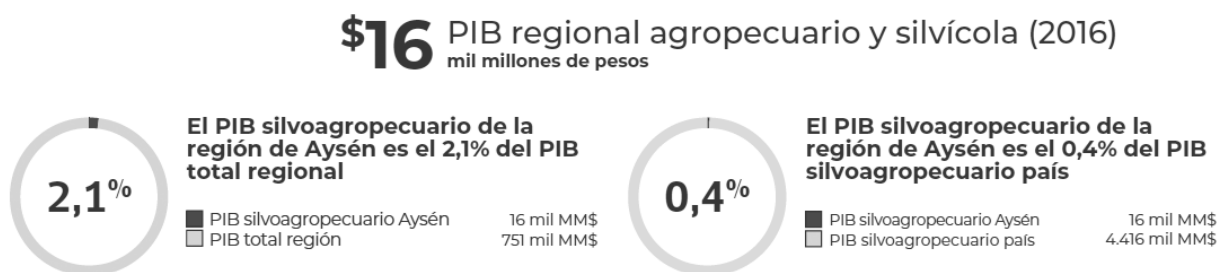 $16 PIB regional agropecuario y silvícola (2016)
mil millones de pesos
2,1%
El PIB silvoagropecuario de la
región de Aysén es el 2,1% del PIB
total regional
PIB silvoagropecuario Aysén 16 mil MM$
PIB total región 751 mil MM$
0,4%
El PIB silvoagropecuario de la
región de Aysén es el 0,4% del PIB
silvoagropecuario país
PIB silvoagropecuario Aysén 16 mil MM$
PIB silvoagropecuario país 4.416 mil MM$